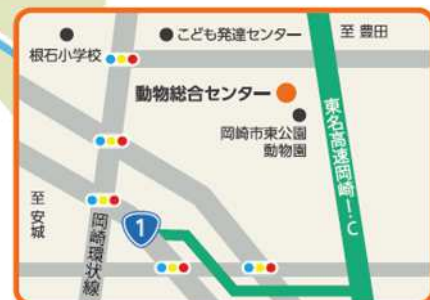 根石小学校
こども発達センター
至 豊田
動物総合センター
岡崎市東公園
動物園
東名高速岡崎I.C
至
安
城
岡崎環状線
1